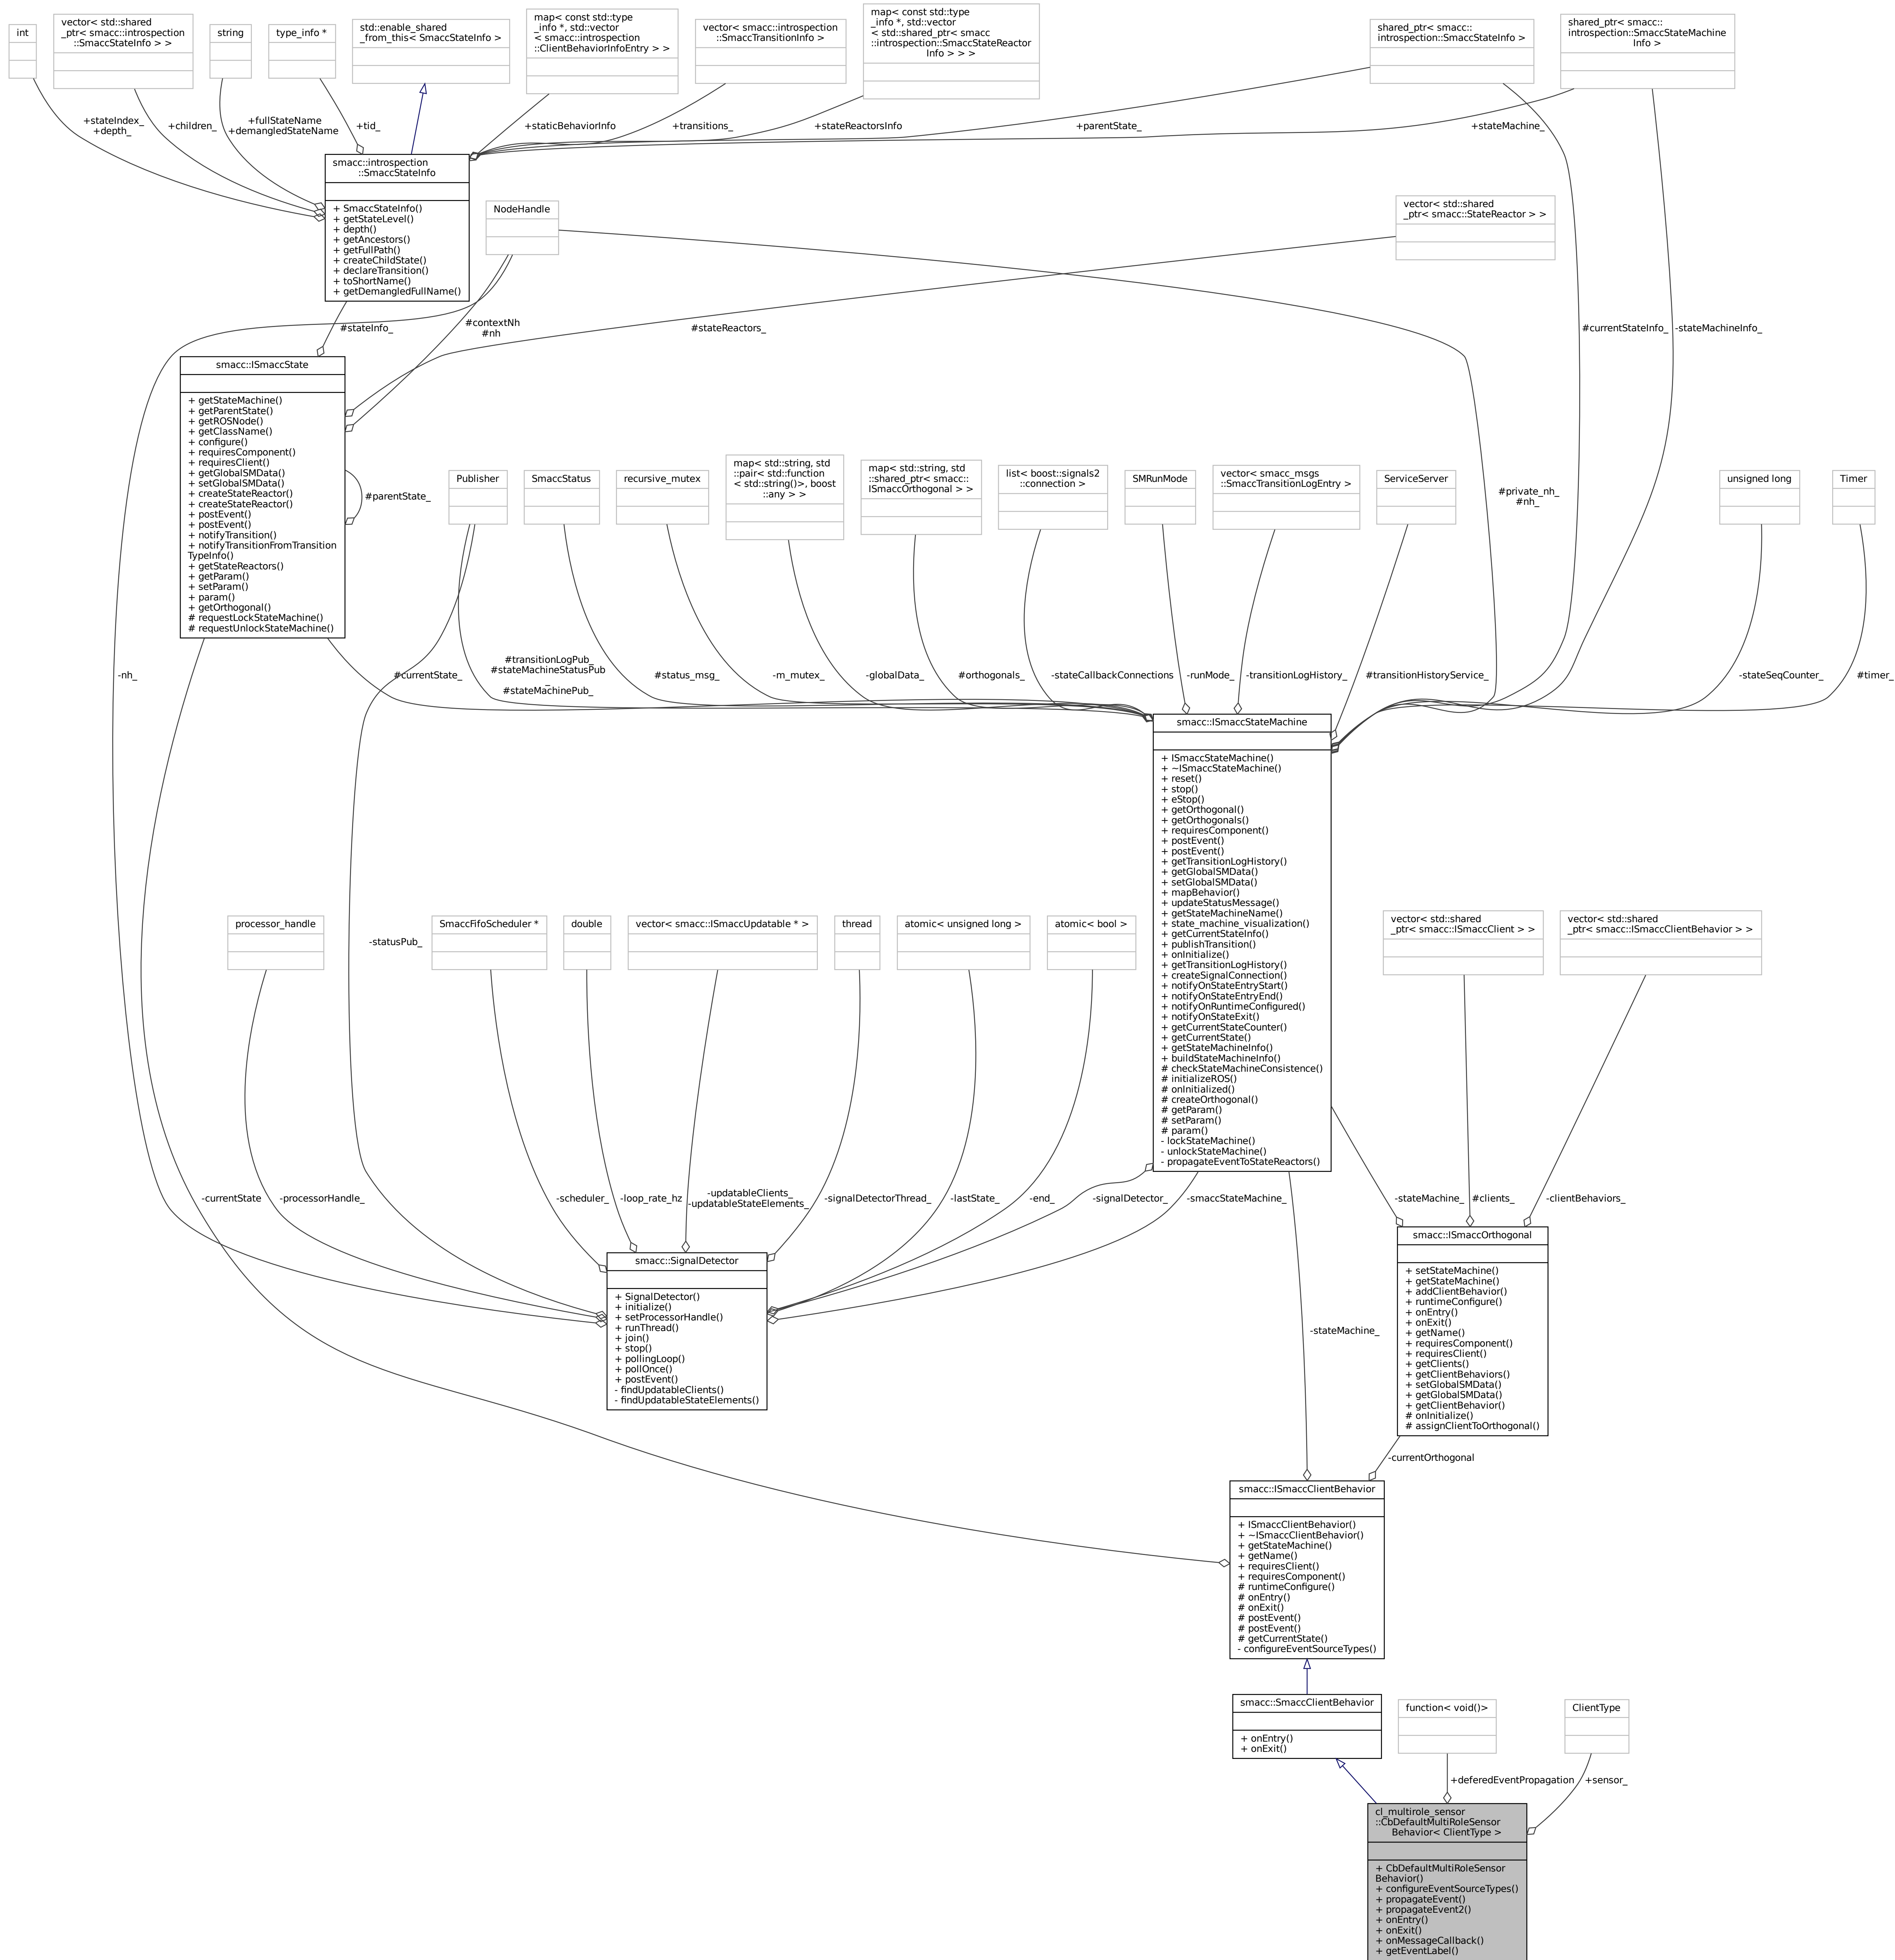 int
vector< std::shared
_ptr< smacc::introspection
::SmaccStateInfo > >
string
type_info *
std::enable_shared
_from_this< SmaccStateInfo >
map< const std::type
_info *, std::vector
< smacc::introspection
::ClientBehaviorInfoEntry > >
vector< smacc::introspection
::SmaccTransitionInfo >
map< const std::type
_info *, std::vector
< std::shared_ptr< smacc
::introspection::SmaccStateReactor
Info > > >
shared_ptr< smacc::
introspection::SmaccStateInfo >
shared_ptr< smacc::
introspection::SmaccStateMachine
Info >
+stateIndex_
+depth_
+children_
+fullStateName
+demangledStateName
+tid_
+staticBehaviorInfo
+transitions_
+stateReactorsInfo
+parentState_
+stateMachine_
smacc::introspection
::SmaccStateInfo
+ SmaccStateInfo()
+ getStateLevel()
+ depth()
+ getAncestors()
+ getFullPath()
+ createChildState()
+ declareTransition()
+ toShortName()
+ getDemangledFullName()
NodeHandle
vector< std::shared
_ptr< smacc::StateReactor > >
#stateInfo_
#contextNh
#nh
#stateReactors_
#currentStateInfo_
-stateMachineInfo_
smacc::ISmaccState
+ getStateMachine()
+ getParentState()
+ getROSNode()
+ getClassName()
+ configure()
+ requiresComponent()
+ requiresClient()
+ getGlobalSMData()
+ setGlobalSMData()
+ createStateReactor()
+ createStateReactor()
+ postEvent()
+ postEvent()
+ notifyTransition()
+ notifyTransitionFromTransition
TypeInfo()
+ getStateReactors()
+ getParam()
+ setParam()
+ param()
+ getOrthogonal()
# requestLockStateMachine()
# requestUnlockStateMachine()
#parentState_
Publisher
SmaccStatus
recursive_mutex
map< std::string, std
::pair< std::function
< std::string()>, boost
::any > >
map< std::string, std
::shared_ptr< smacc::
ISmaccOrthogonal > >
list< boost::signals2
::connection >
SMRunMode
vector< smacc_msgs
::SmaccTransitionLogEntry >
ServiceServer
#private_nh_
#nh_
unsigned long
Timer
-nh_
#currentState_
#transitionLogPub_
#stateMachineStatusPub
_
#stateMachinePub_
#status_msg_
-m_mutex_
-globalData_
#orthogonals_
-stateCallbackConnections
-runMode_
-transitionLogHistory_
#transitionHistoryService_
-stateSeqCounter_
#timer_
smacc::ISmaccStateMachine
+ ISmaccStateMachine()
+ ~ISmaccStateMachine()
+ reset()
+ stop()
+ eStop()
+ getOrthogonal()
+ getOrthogonals()
+ requiresComponent()
+ postEvent()
+ postEvent()
+ getTransitionLogHistory()
+ getGlobalSMData()
+ setGlobalSMData()
+ mapBehavior()
+ updateStatusMessage()
+ getStateMachineName()
+ state_machine_visualization()
+ getCurrentStateInfo()
+ publishTransition()
+ onInitialize()
+ getTransitionLogHistory()
+ createSignalConnection()
+ notifyOnStateEntryStart()
+ notifyOnStateEntryEnd()
+ notifyOnRuntimeConfigured()
+ notifyOnStateExit()
+ getCurrentStateCounter()
+ getCurrentState()
+ getStateMachineInfo()
+ buildStateMachineInfo()
# checkStateMachineConsistence()
# initializeROS()
# onInitialized()
# createOrthogonal()
# getParam()
# setParam()
# param()
- lockStateMachine()
- unlockStateMachine()
- propagateEventToStateReactors()
processor_handle
-statusPub_
SmaccFifoScheduler *
double
vector< smacc::ISmaccUpdatable * >
thread
atomic< unsigned long >
atomic< bool >
vector< std::shared
_ptr< smacc::ISmaccClient > >
vector< std::shared
_ptr< smacc::ISmaccClientBehavior > >
-currentState
-processorHandle_
-scheduler_
-loop_rate_hz
-updatableClients_
-updatableStateElements_
-signalDetectorThread_
-lastState_
-end_
-signalDetector_
-smaccStateMachine_
-stateMachine_
#clients_
-clientBehaviors_
smacc::SignalDetector
+ SignalDetector()
+ initialize()
+ setProcessorHandle()
+ runThread()
+ join()
+ stop()
+ pollingLoop()
+ pollOnce()
+ postEvent()
- findUpdatableClients()
- findUpdatableStateElements()
-stateMachine_
smacc::ISmaccOrthogonal
+ setStateMachine()
+ getStateMachine()
+ addClientBehavior()
+ runtimeConfigure()
+ onEntry()
+ onExit()
+ getName()
+ requiresComponent()
+ requiresClient()
+ getClients()
+ getClientBehaviors()
+ setGlobalSMData()
+ getGlobalSMData()
+ getClientBehavior()
# onInitialize()
# assignClientToOrthogonal()
-currentOrthogonal
smacc::ISmaccClientBehavior
+ ISmaccClientBehavior()
+ ~ISmaccClientBehavior()
+ getStateMachine()
+ getName()
+ requiresClient()
+ requiresComponent()
# runtimeConfigure()
# onEntry()
# onExit()
# postEvent()
# postEvent()
# getCurrentState()
- configureEventSourceTypes()
smacc::SmaccClientBehavior
+ onEntry()
+ onExit()
function< void()>
ClientType
+deferedEventPropagation
+sensor_
cl_multirole_sensor
::CbDefaultMultiRoleSensor
Behavior< ClientType >
+ CbDefaultMultiRoleSensor
Behavior()
+ configureEventSourceTypes()
+ propagateEvent()
+ propagateEvent2()
+ onEntry()
+ onExit()
+ onMessageCallback()
+ getEventLabel()